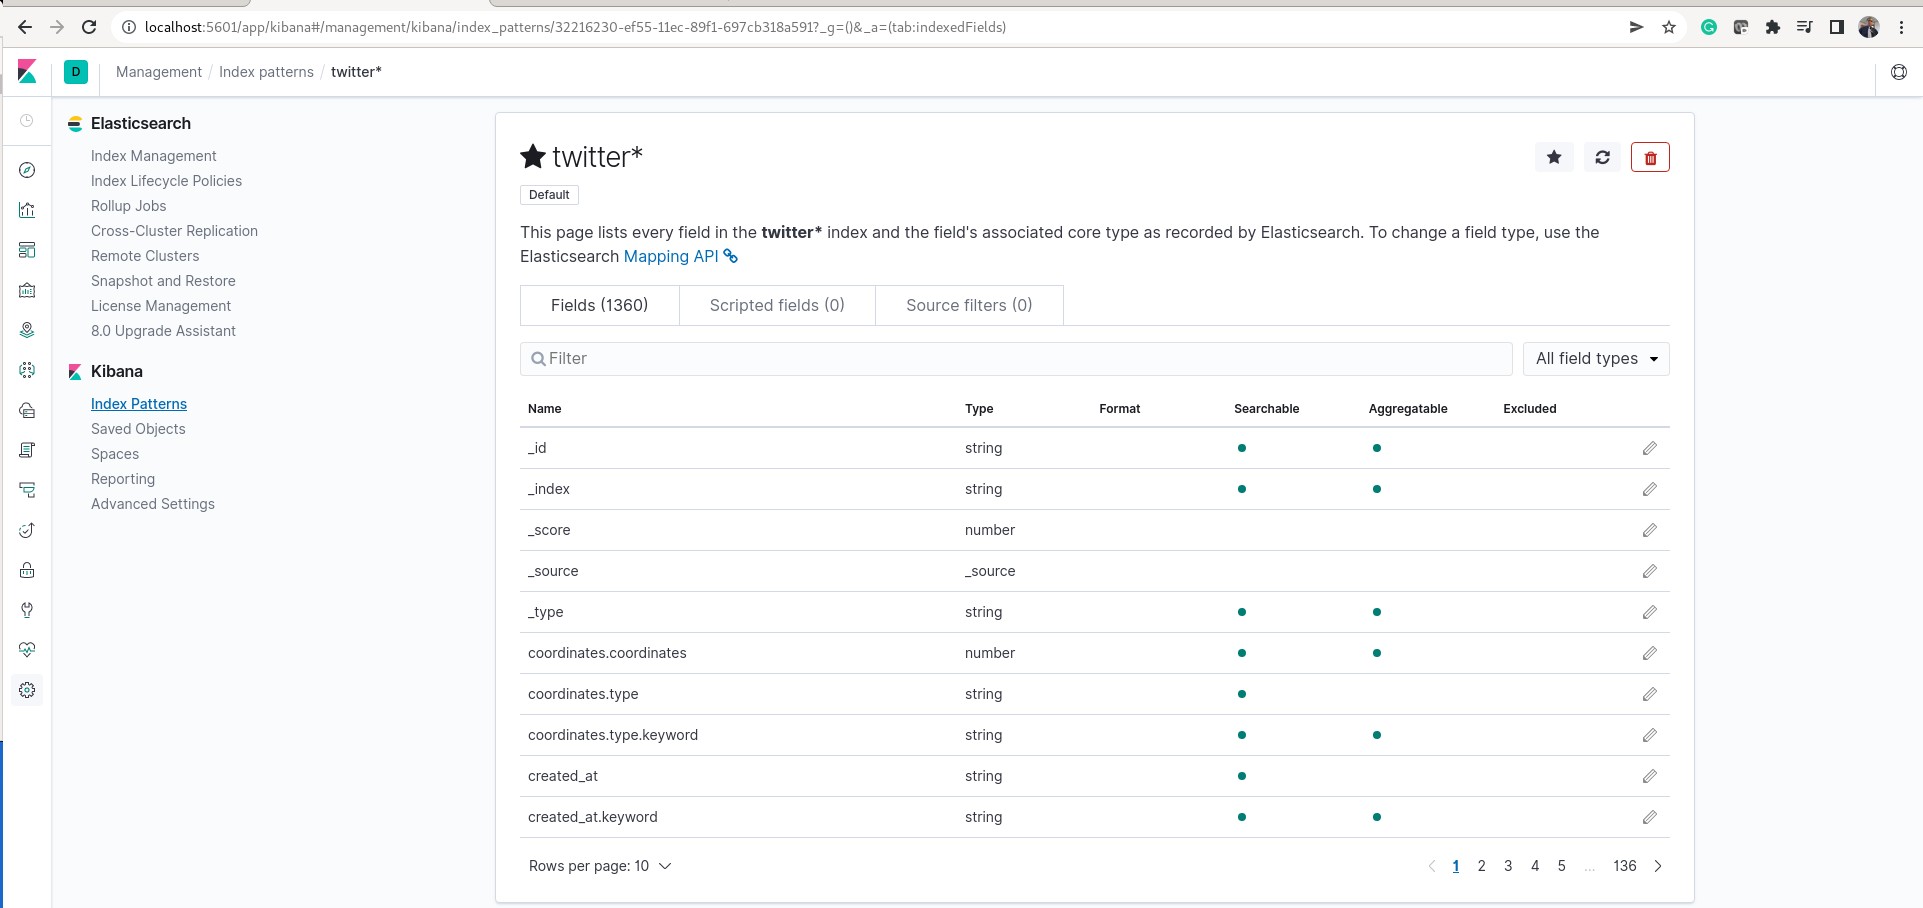 localhost:5601/app/kibana#/management/kibana/index_patterns/32216230-ef55-11ec-89f1-697cb318a591?_g=()&_a=(tab:indexedFields)
D Management / Index patterns / twitter*
Elasticsearch
Index Management
Index Lifecycle Policies
Rollup Jobs
Cross-Cluster Replication
Remote Clusters
Snapshot and Restore
License Management
8.0 Upgrade Assistant
Kibana
Index Patterns
Saved Objects
Spaces
Reporting
Advanced Settings
twitter*
Default
This page lists every field in the twitter* index and the field's associated core type as recorded by Elasticsearch. To change a field type, use the
Elasticsearch Mapping API
Fields (1360) Scripted fields (0) Source filters (0)
Filter All field types
Name Type Format Searchable Aggregatable Excluded
_id string
_index string
_score number
_source _source
_type string
coordinates.coordinates number
coordinates.type string
coordinates.type.keyword string
created_at string
created_at.keyword string
Rows per page: 10 1 2 3 4 5 ... 136